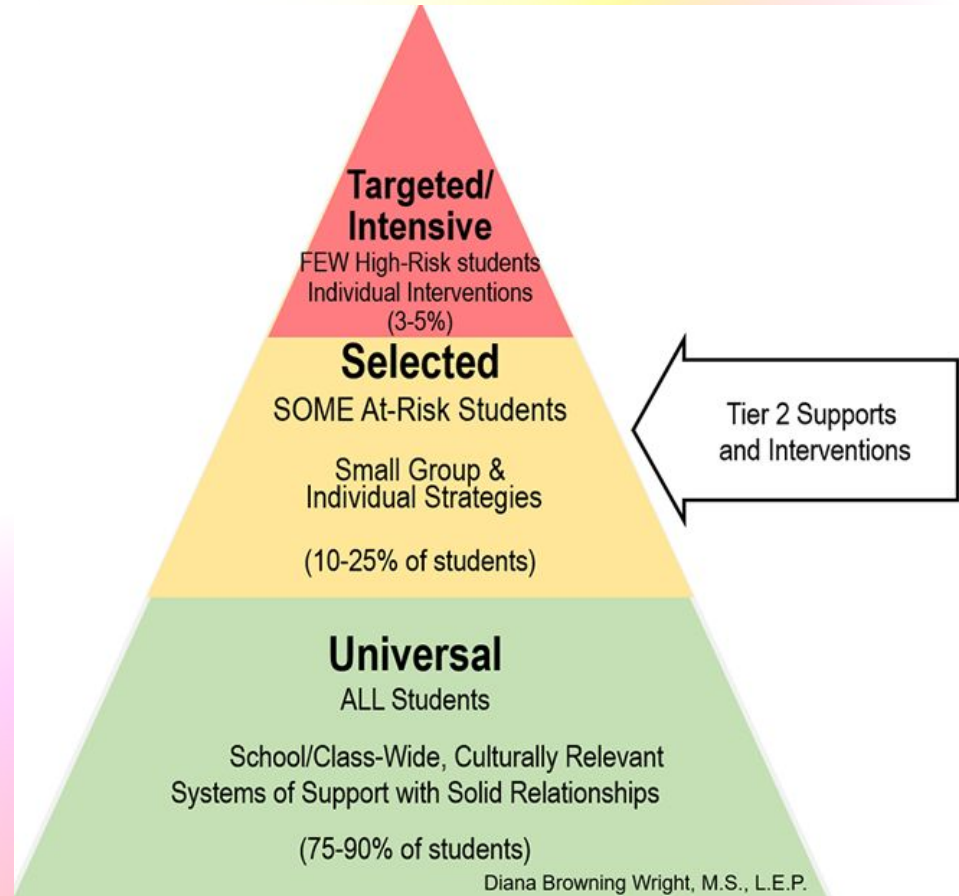 Targeted/
Intensive
FEW High-Risk students
Individual Interventions
(3-5%)
Selected
SOME At-Risk Students
Small Group &
Individual Strategies
(10-25% of students)
Tier 2 Supports
and Interventions
Universal
ALL Students
School/Class-Wide, Culturally Relevant
Systems of Support with Solid Relationships
(75-90% of students)
Diana Browning Wright, M.S., L.E.P.